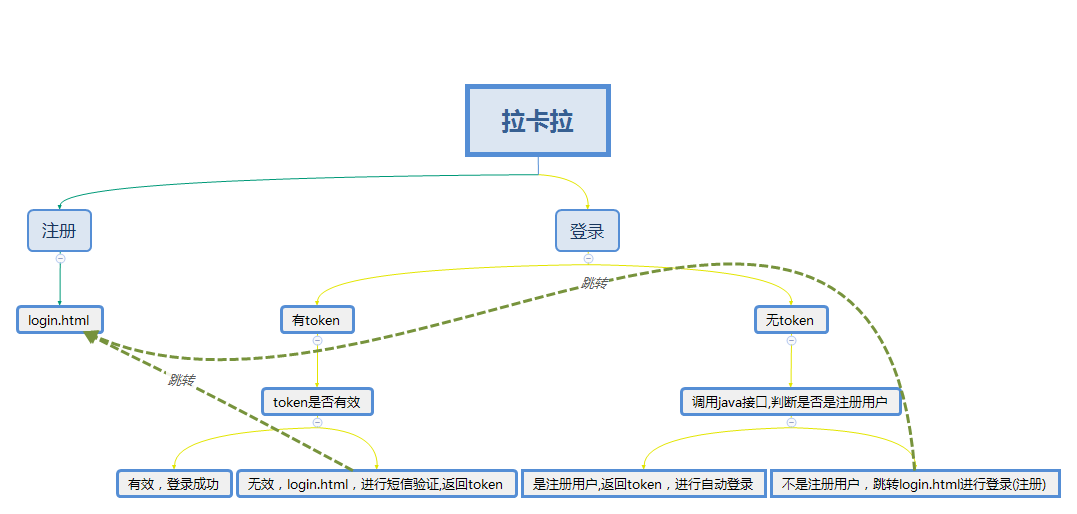 拉卡拉
注册
登录
跳转
login.html
有token
无token
跳转
token是否有效
调用java接口,判断是否是注册用户
有效，登录成功
无效，login.html，进行短信验证,返回token
是注册用户,返回token，进行自动登录
不是注册用户，跳转login.html进行登录(注册)